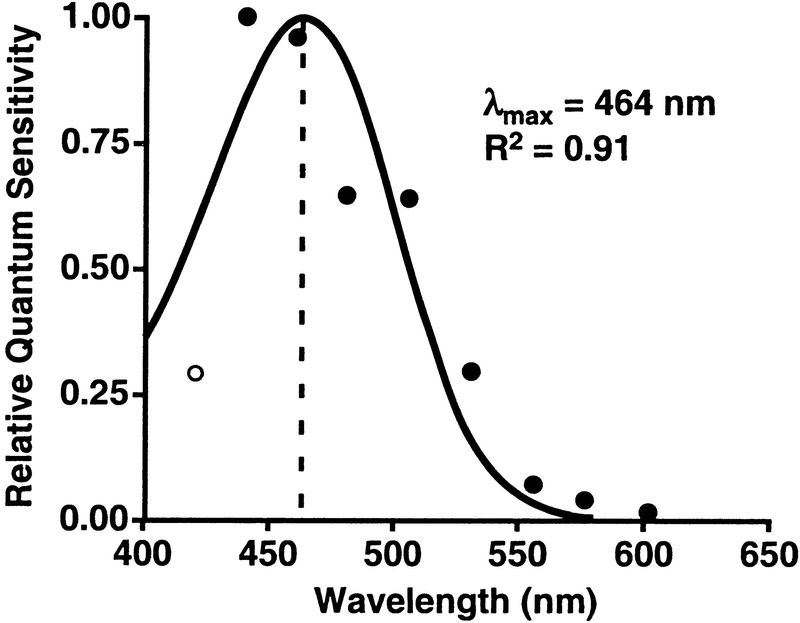 Relative Quantum Sensitivity
1.00
0.75
0.50
0.25
0.00
λmax = 464 nm
R² = 0.91
400 450 500 550 600 650
Wavelength (nm)